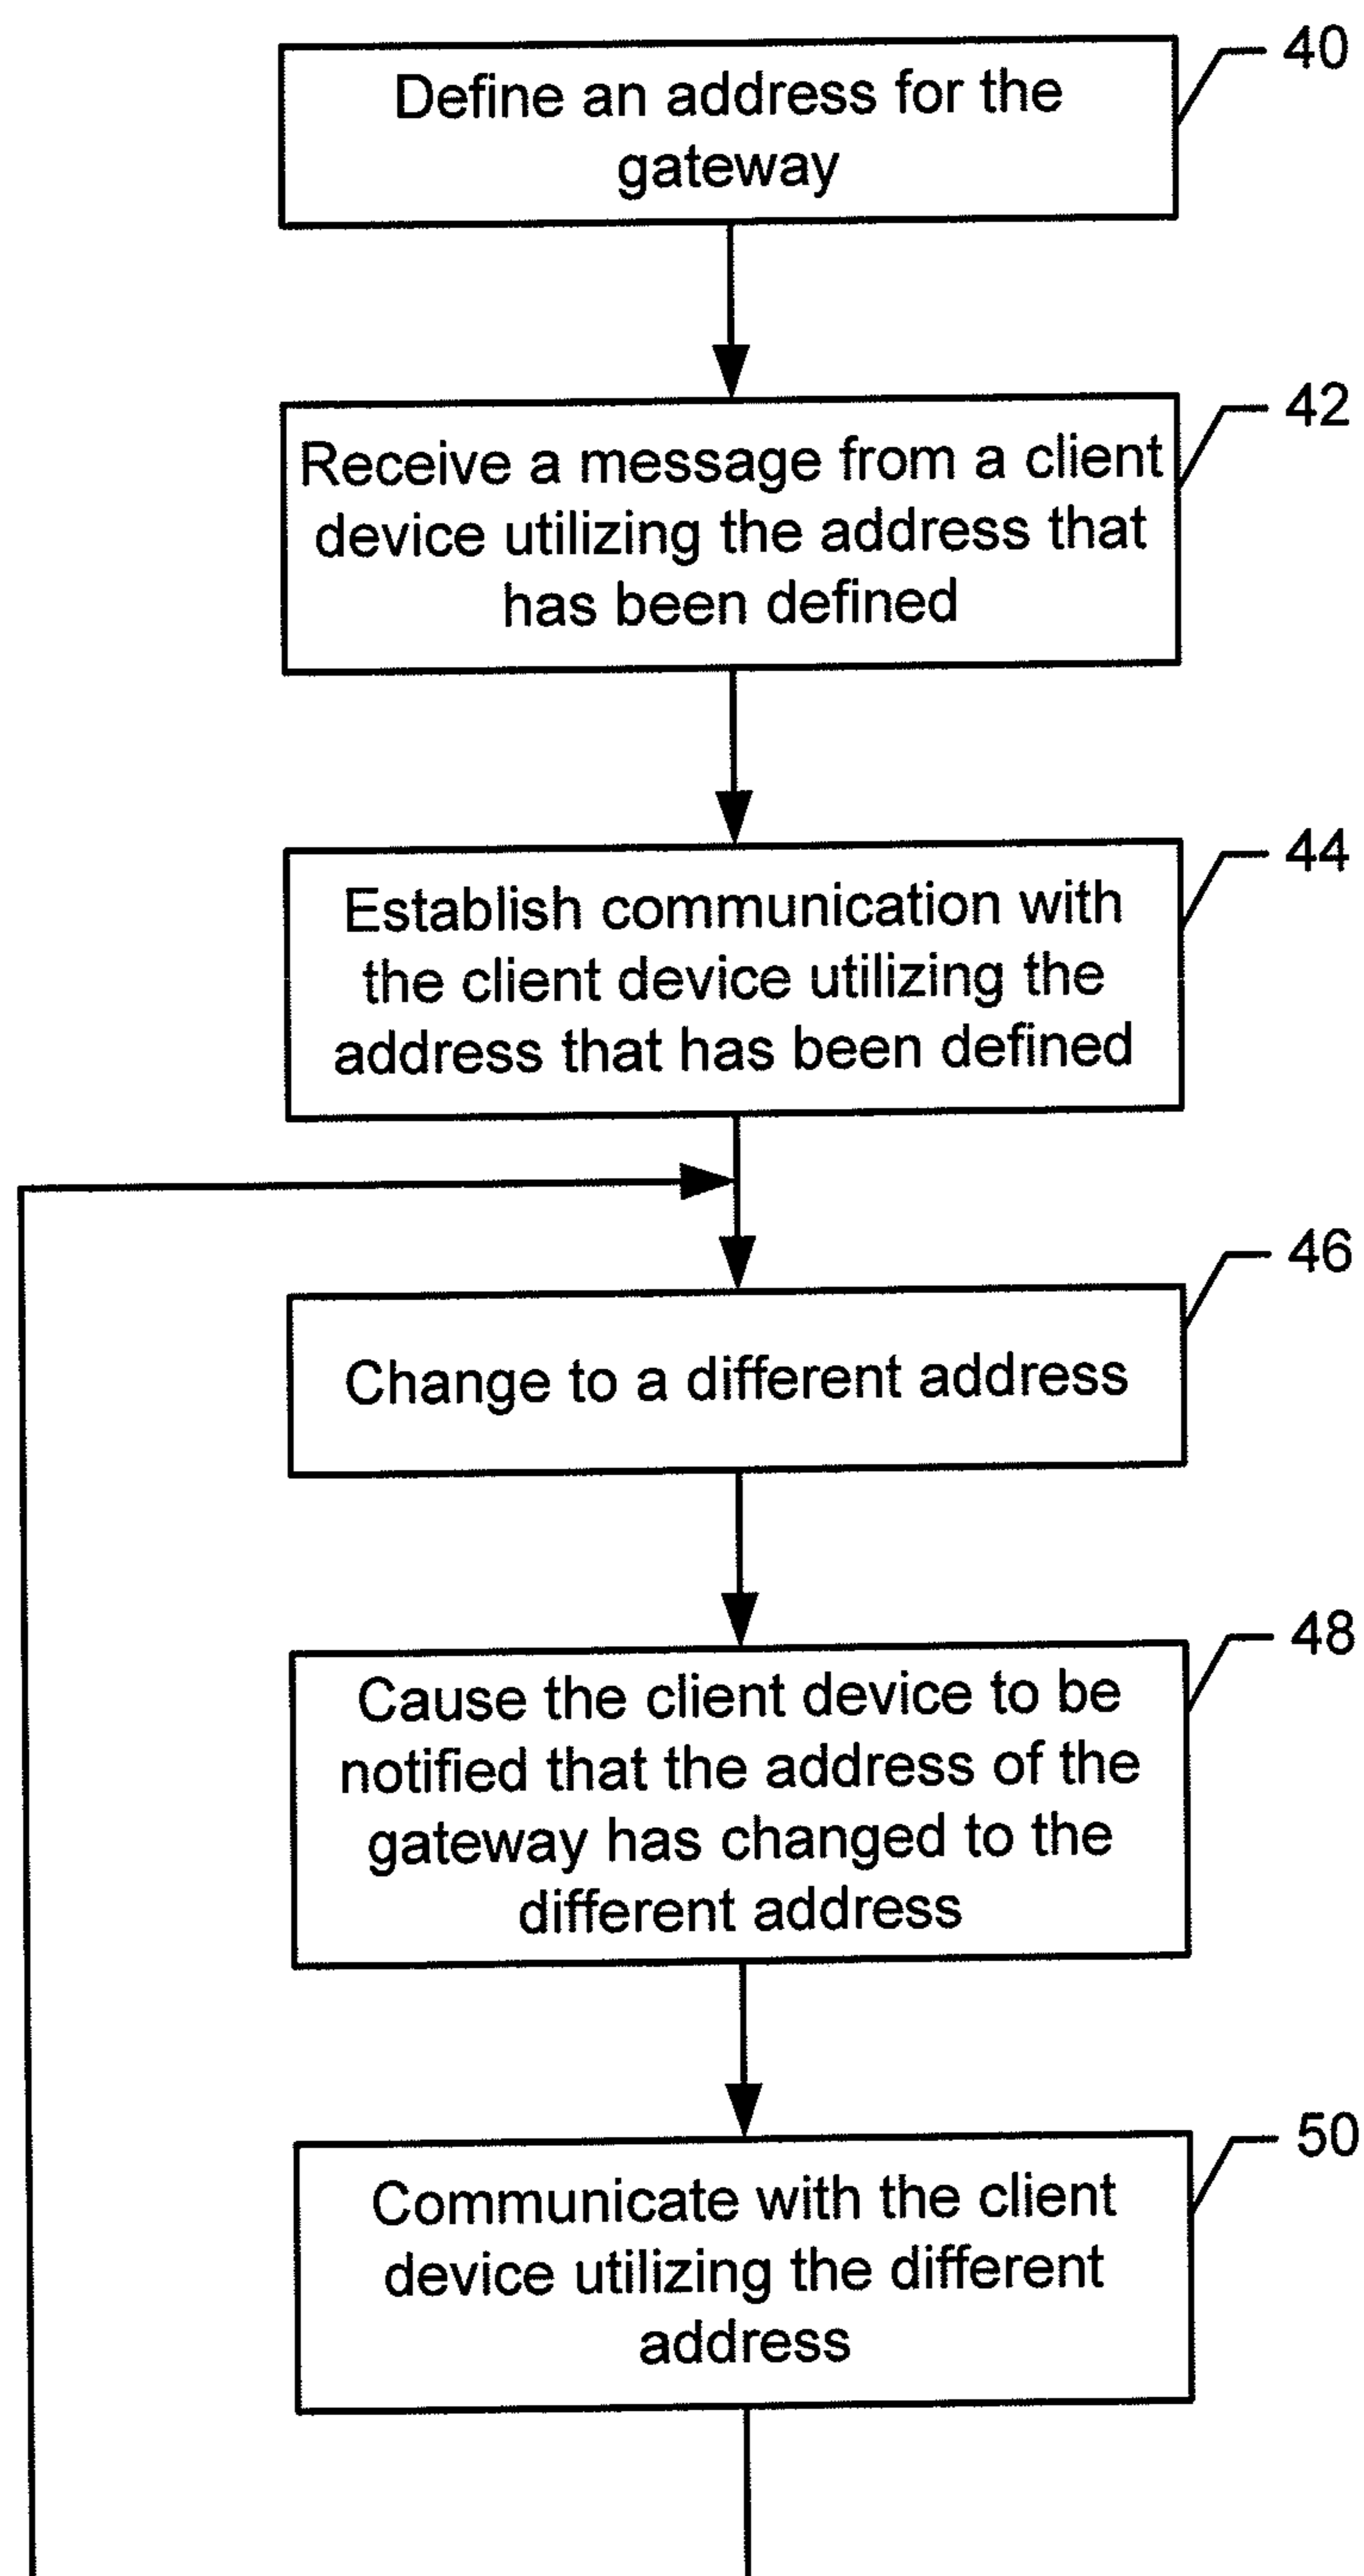 40
Define an address for the
gateway
42
Receive a message from a client
device utilizing the address that
has been defined
44
Establish communication with
the client device utilizing the
address that has been defined
46
Change to a different address
48
Cause the client device to be
notified that the address of the
gateway has changed to the
different address
50
Communicate with the client
device utilizing the different
address